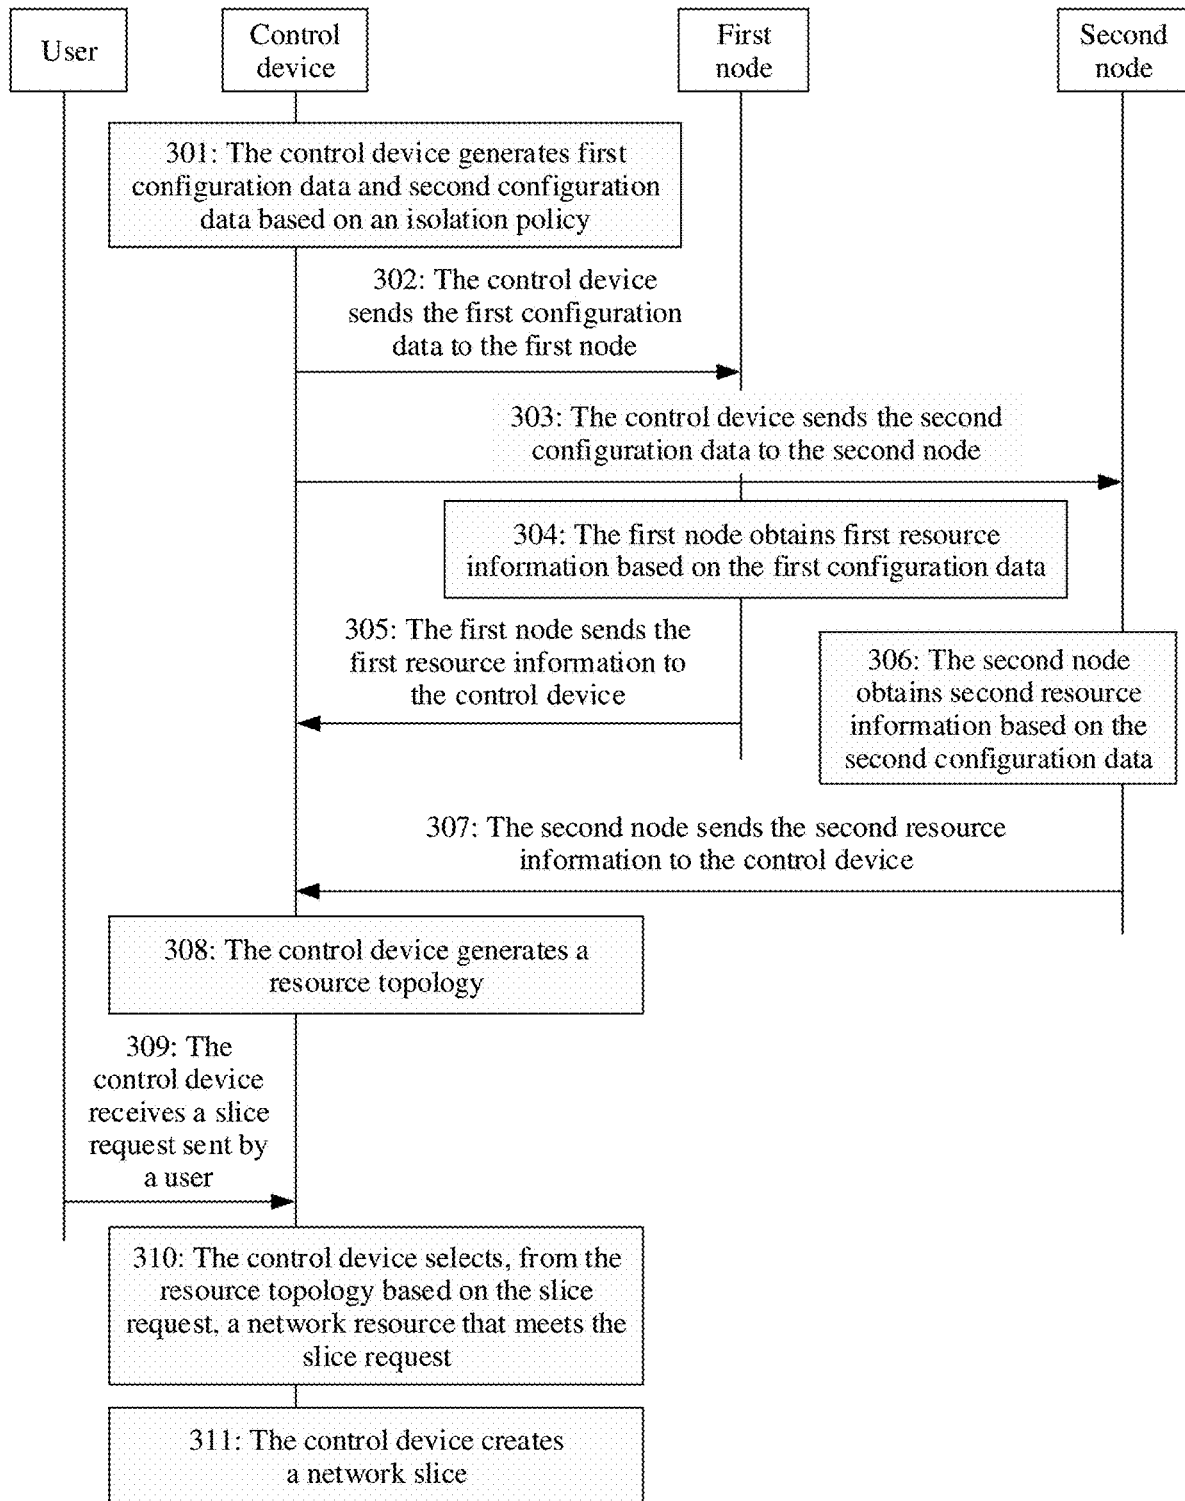 User
Control
device
First
node
Second
node
301: The control device generates first
configuration data and second configuration
data based on an isolation policy
302: The control device
sends the first configuration
data to the first node
303: The control device sends the second
configuration data to the second node
304: The first node obtains first resource
information based on the first configuration data
305: The first node sends the
first resource information to
the control device
306: The second node
obtains second resource
information based on the
second configuration data
307: The second node sends the second resource
information to the control device
308: The control device generates a
resource topology
309: The
control device
receives a slice
request sent by
a user
310: The control device selects, from the
resource topology based on the slice
request, a network resource that meets the
slice request
311: The control device creates
a network slice